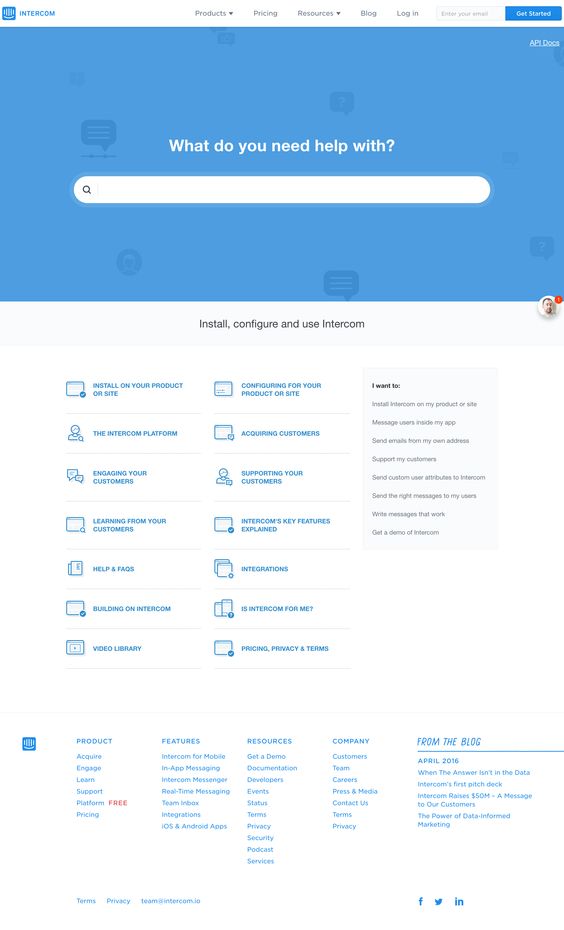 INTERCOM
Products ▼ Pricing Resources ▼ Blog Log in Enter your email Get Started
API Docs
What do you need help with?
1
Install, configure and use Intercom
INSTALL ON YOUR PRODUCT
OR SITE
CONFIGURING FOR YOUR
PRODUCT OR SITE
THE INTERCOM PLATFORM
ACQUIRING CUSTOMERS
ENGAGING YOUR
CUSTOMERS
SUPPORTING YOUR
CUSTOMERS
LEARNING FROM YOUR
CUSTOMERS
INTERCOM'S KEY FEATURES
EXPLAINED
HELP & FAQS
INTEGRATIONS
BUILDING ON INTERCOM
IS INTERCOM FOR ME?
VIDEO LIBRARY
PRICING, PRIVACY & TERMS
I want to:
Install Intercom on my product or site
Message users inside my app
Send emails from my own address
Support my customers
Send custom user attributes to Intercom
Send the right messages to my users
Write messages that work
Get a demo of Intercom
PRODUCT
Acquire
Engage
Learn
Support
Platform FREE
Pricing
FEATURES
Intercom for Mobile
In-App Messaging
Intercom Messenger
Real-Time Messaging
Team Inbox
Integrations
iOS & Android Apps
RESOURCES
Get a Demo
Documentation
Developers
Events
Status
Terms
Privacy
Security
Podcast
Services
COMPANY
Customers
Team
Careers
Press & Media
Contact Us
Terms
Privacy
FROM THE BLOG
APRIL 2016
When The Answer Isn't in the Data
Intercom's first pitch deck
Intercom Raises $50M – A Message
to Our Customers
The Power of Data-Informed
Marketing
Terms Privacy team@intercom.io